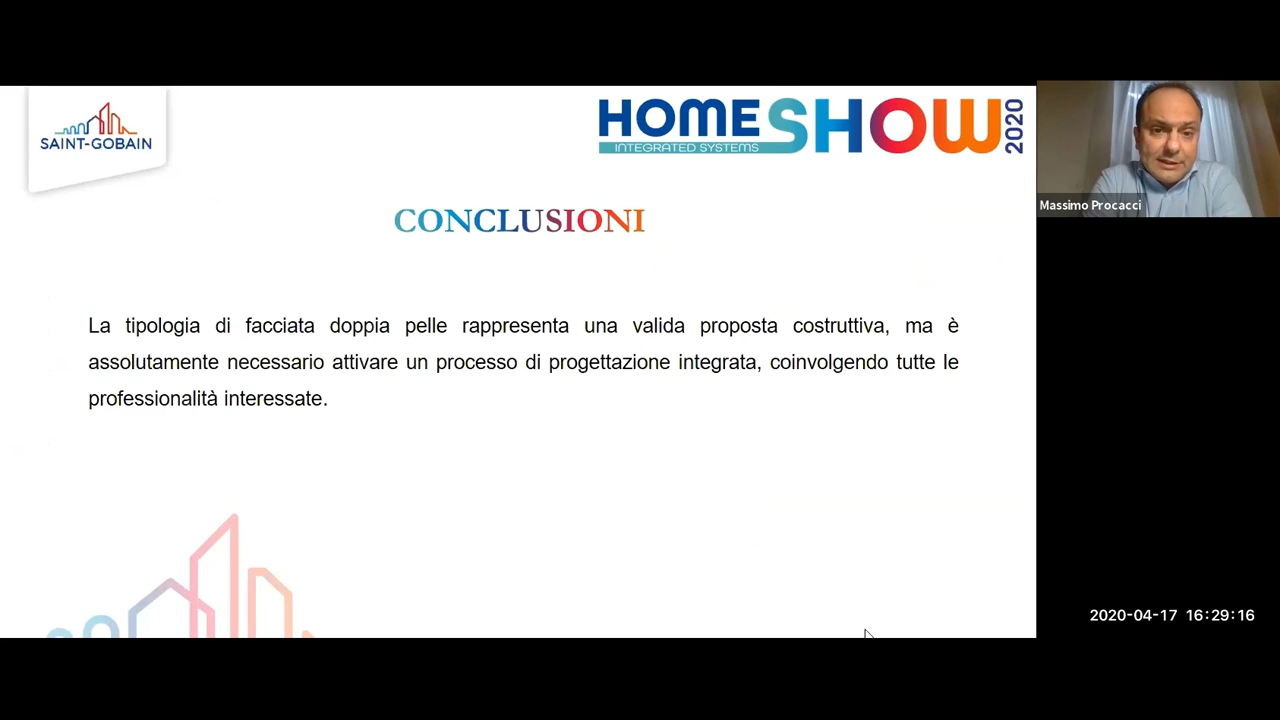 SAINT-GOBAIN
HOMESHOW 2020
INTEGRATED SYSTEMS
Massimo Procacci
CONCLUSIONI
La tipologia di facciata doppia pelle rappresenta una valida proposta costruttiva, ma è
assolutamente necessario attivare un processo di progettazione integrata, coinvolgendo tutte le
professionalità interessate.
2020-04-17 16:29:16